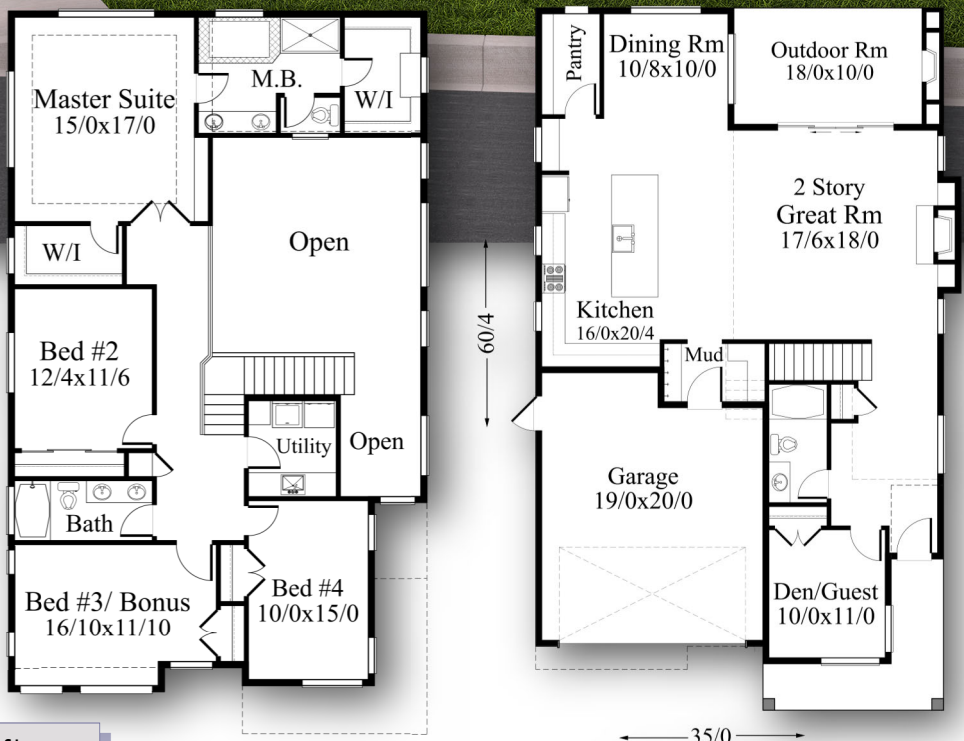 Master Suite
15/0x17/0
M.B.
W/I
W/I
Open
Bed #2
12/4x11/6
Utility
Open
Bath
Bed #3/ Bonus
16/10x11/10
Bed #4
10/0x15/0
60/4
Pantry
Dining Rm
10/8x10/0
Outdoor Rm
18/0x10/0
2 Story
Great Rm
17/6x18/0
Kitchen
16/0x20/4
Mud
Garage
19/0x20/0
Den/Guest
10/0x11/0
35/0